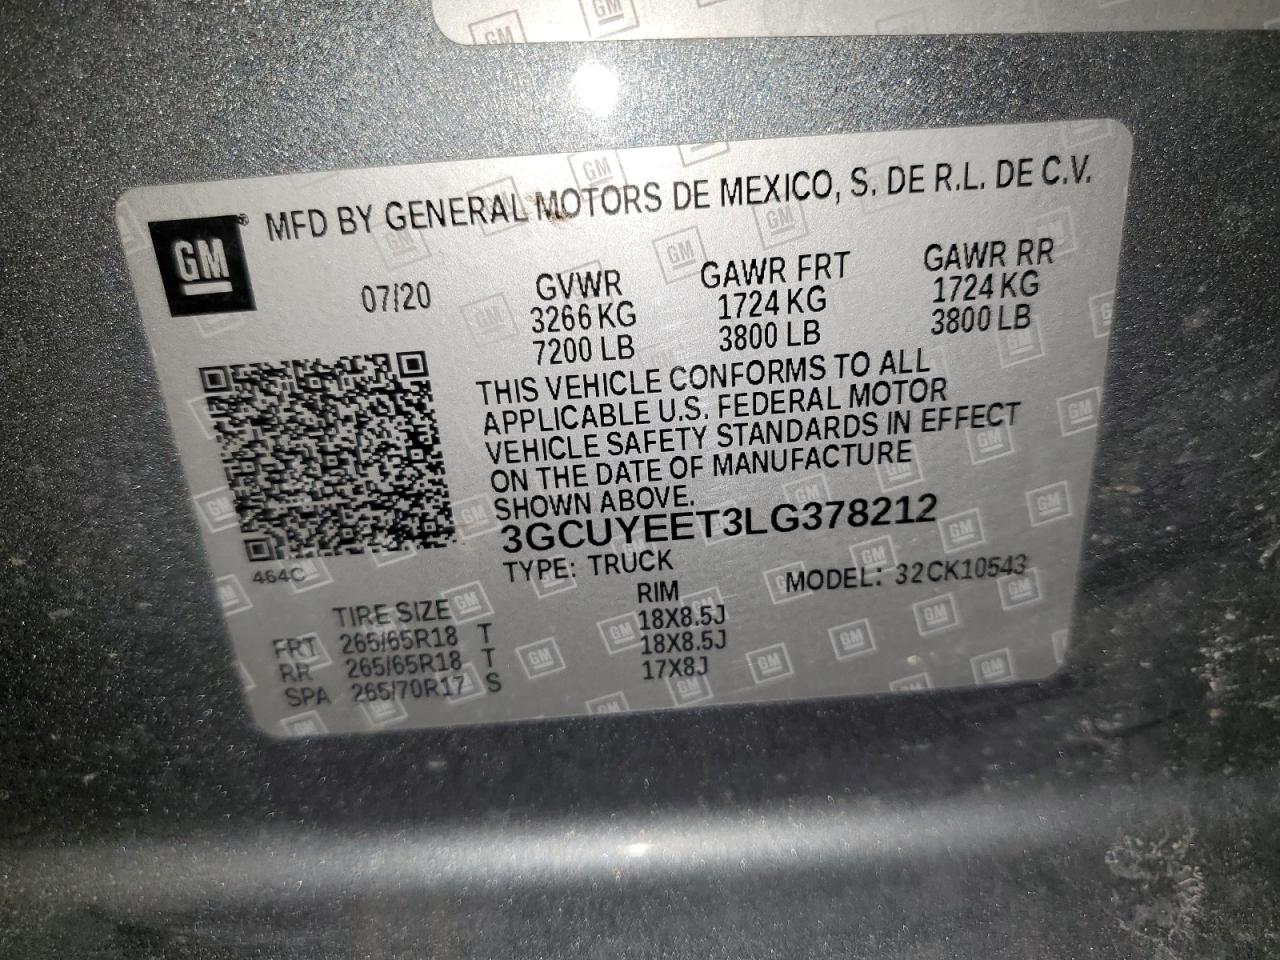 GM® MFD BY GENERAL MOTORS DE MEXICO, S. DE R.L. DE C.V.
07/20 GVWR GAWR FRT GAWR RR
3266 KG 1724 KG 1724 KG
7200 LB 3800 LB 3800 LB
THIS VEHICLE CONFORMS TO ALL
APPLICABLE U.S. FEDERAL MOTOR
VEHICLE SAFETY STANDARDS IN EFFECT
ON THE DATE OF MANUFACTURE
SHOWN ABOVE.
3GCUYEET3LG378212
464C TYPE: TRUCK MODEL: 32CK10543
TIRE SIZE RIM
FRT 265/65R18 T 18X8.5J
RR 265/65R18 T 18X8.5J
SPA 265/70R17 S 17X8J